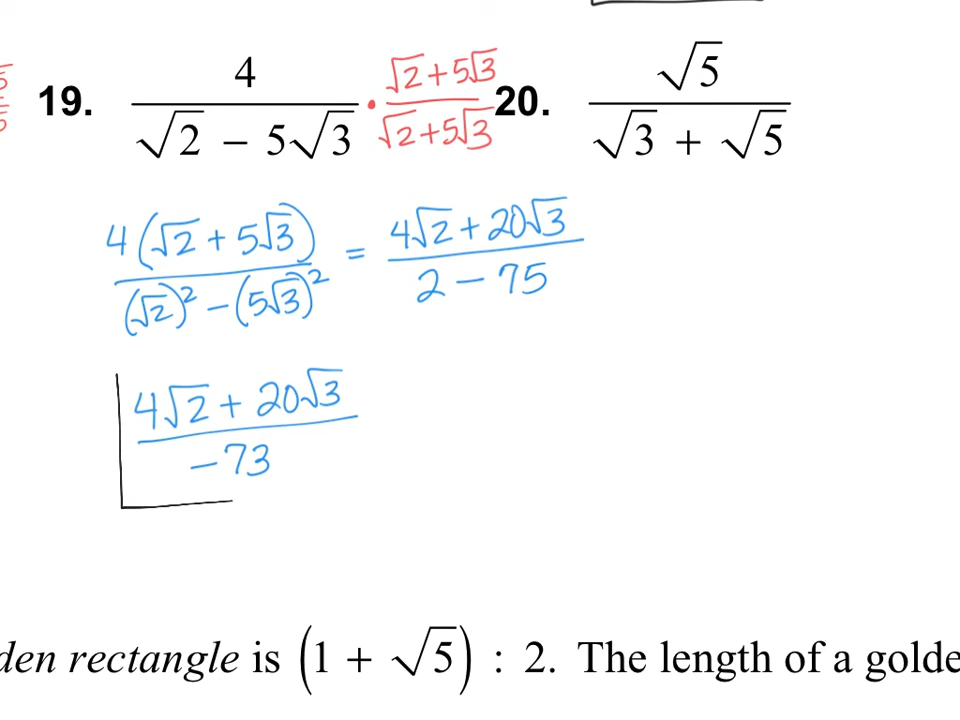 19. 4 / (√2 − 5√3) • (√2 + 5√3) / (√2 + 5√3)
20. √5 / (√3 + √5)
4(√2 + 5√3) / ((√2)² − (5√3)²) = (4√2 + 20√3) / (2 − 75)
(4√2 + 20√3) / −73
den rectangle is (1 + √5) : 2. The length of a golde